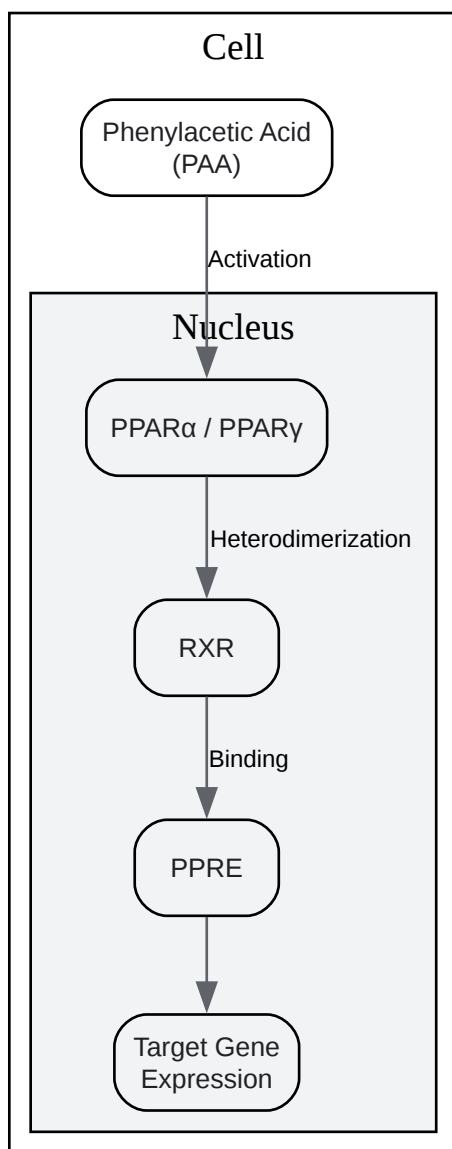 Cell
Phenylacetic Acid
(PAA)
Activation
Nucleus
PPARα / PPARγ
Heterodimerization
RXR
Binding
PPRE
Target Gene
Expression